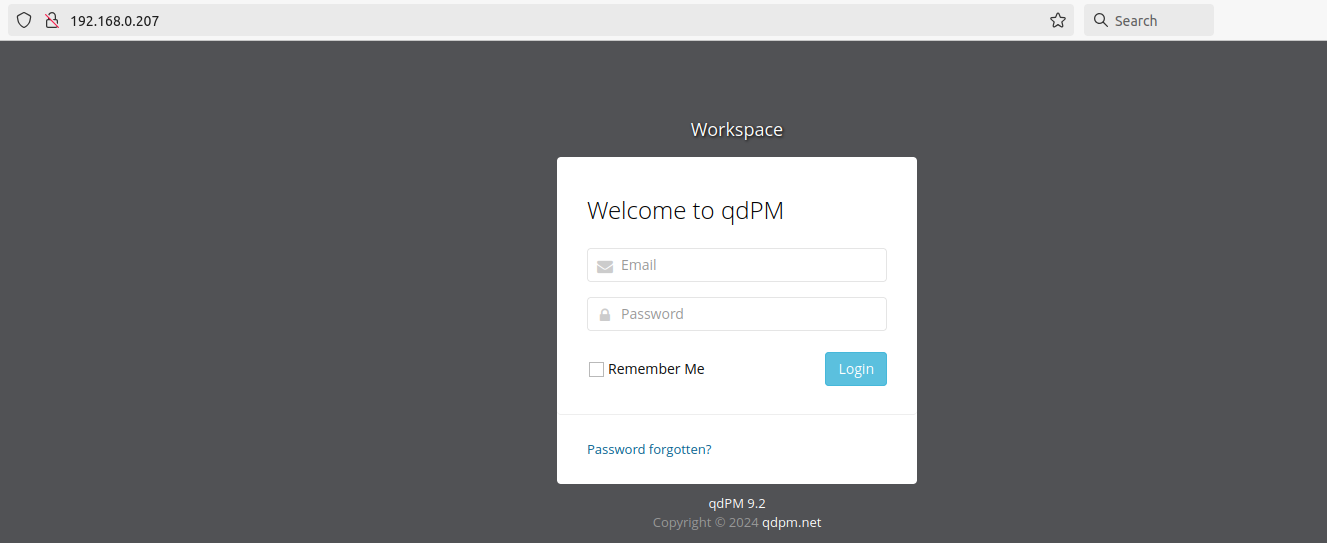 192.168.0.207
Search
Workspace
Welcome to qdPM
Email
Password
Remember Me
Login
Password forgotten?
qdPM 9.2
Copyright © 2024 qdpm.net